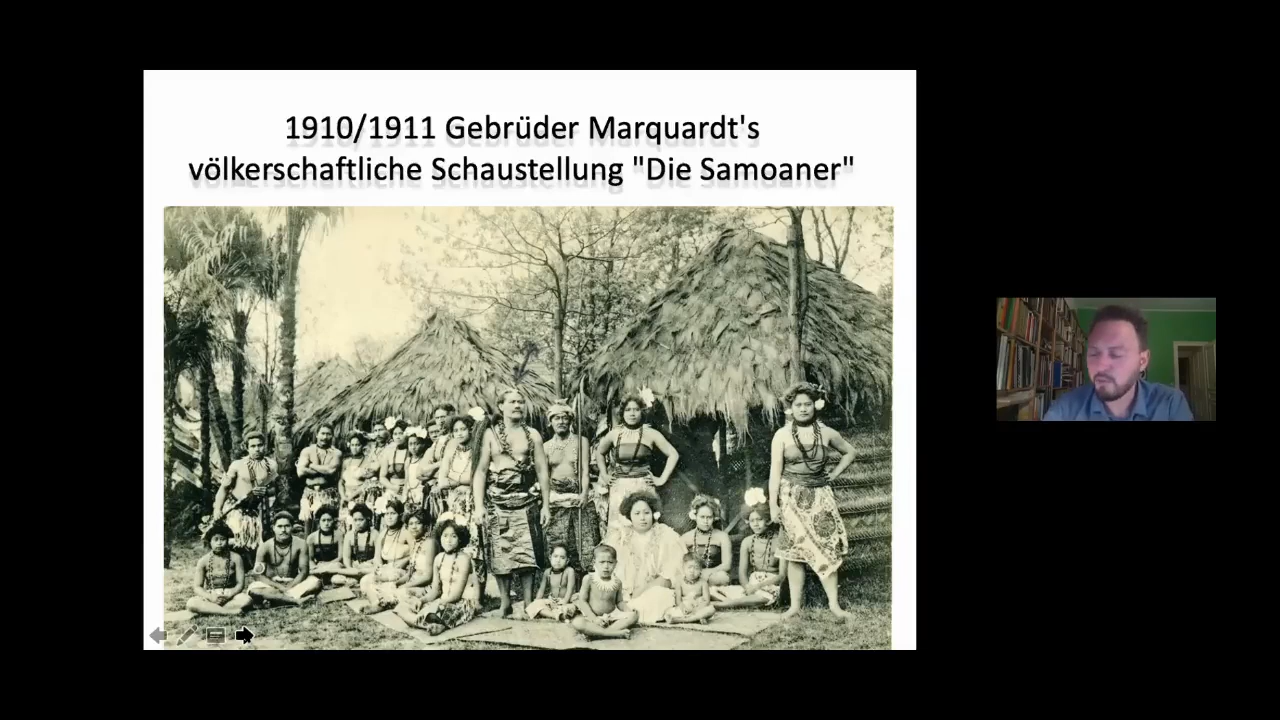 1910/1911 Gebrüder Marquardt's
völkerschaftliche Schaustellung "Die Samoaner"